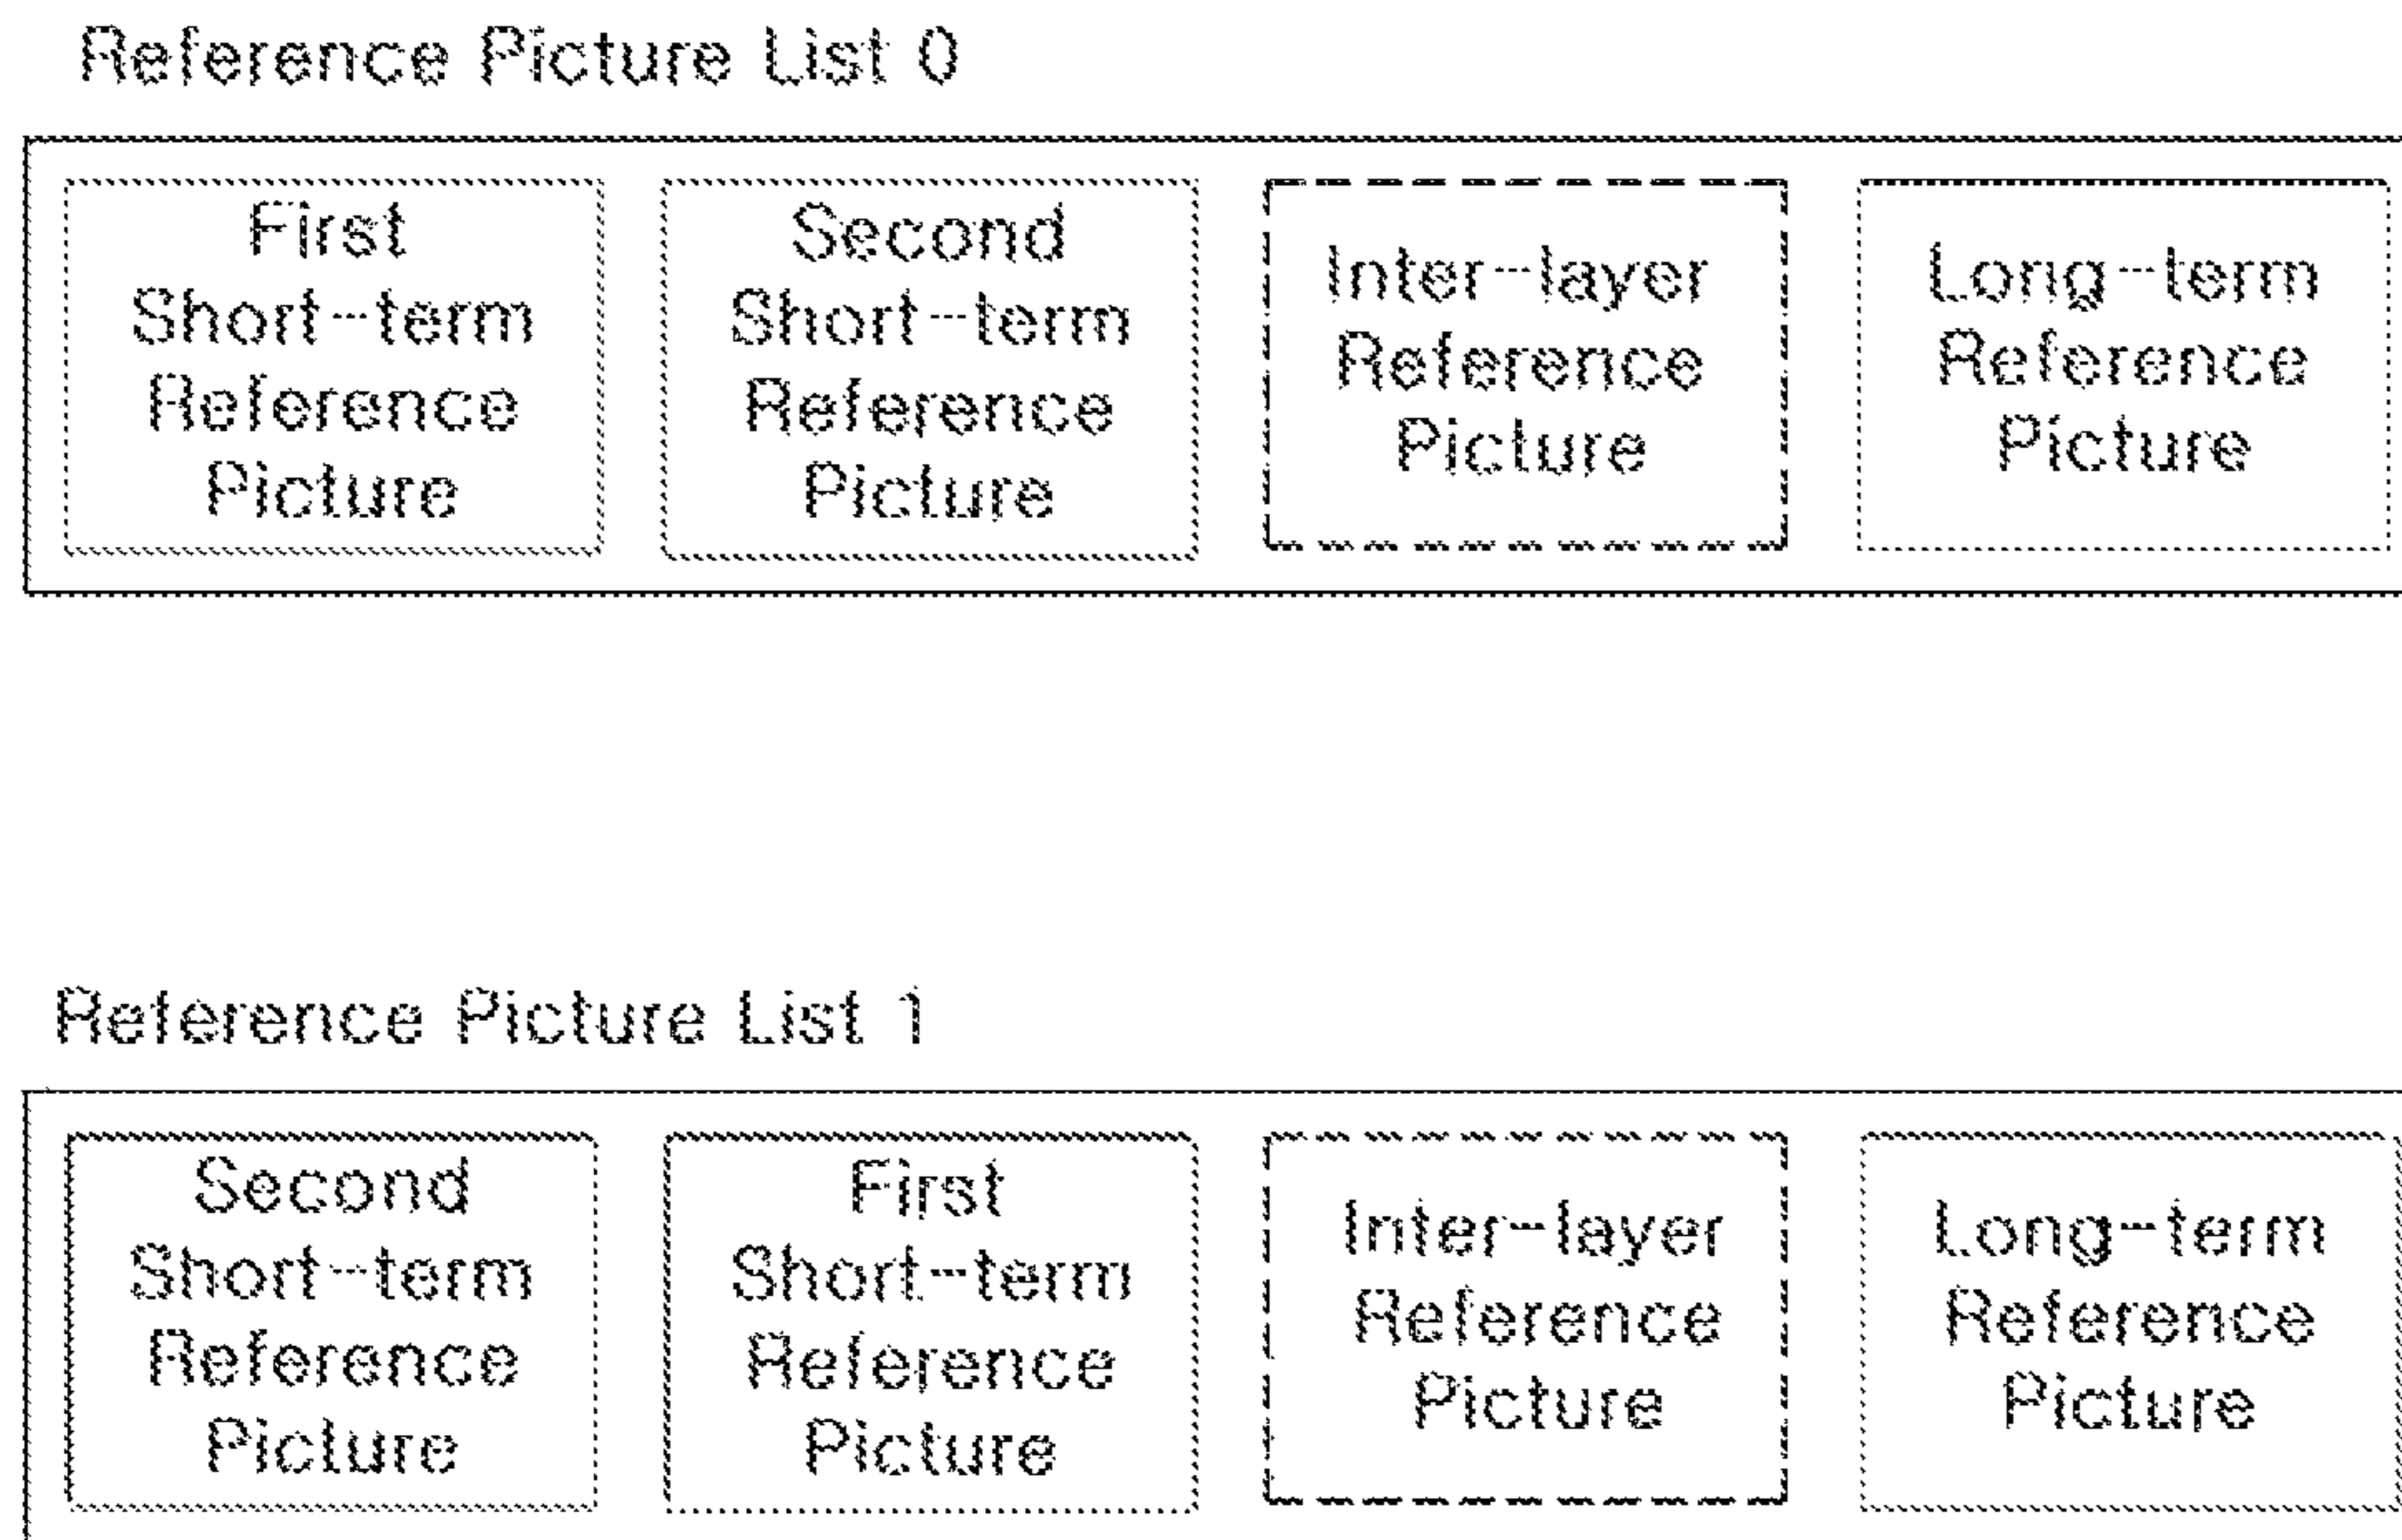 Reference Picture List 0
First
Short-term
Reference
Picture
Second
Short-term
Reference
Picture
Inter-layer
Reference
Picture
Long-term
Reference
Picture
Reference Picture List 1
Second
Short-term
Reference
Picture
First
Short-term
Reference
Picture
Inter-layer
Reference
Picture
Long-term
Reference
Picture